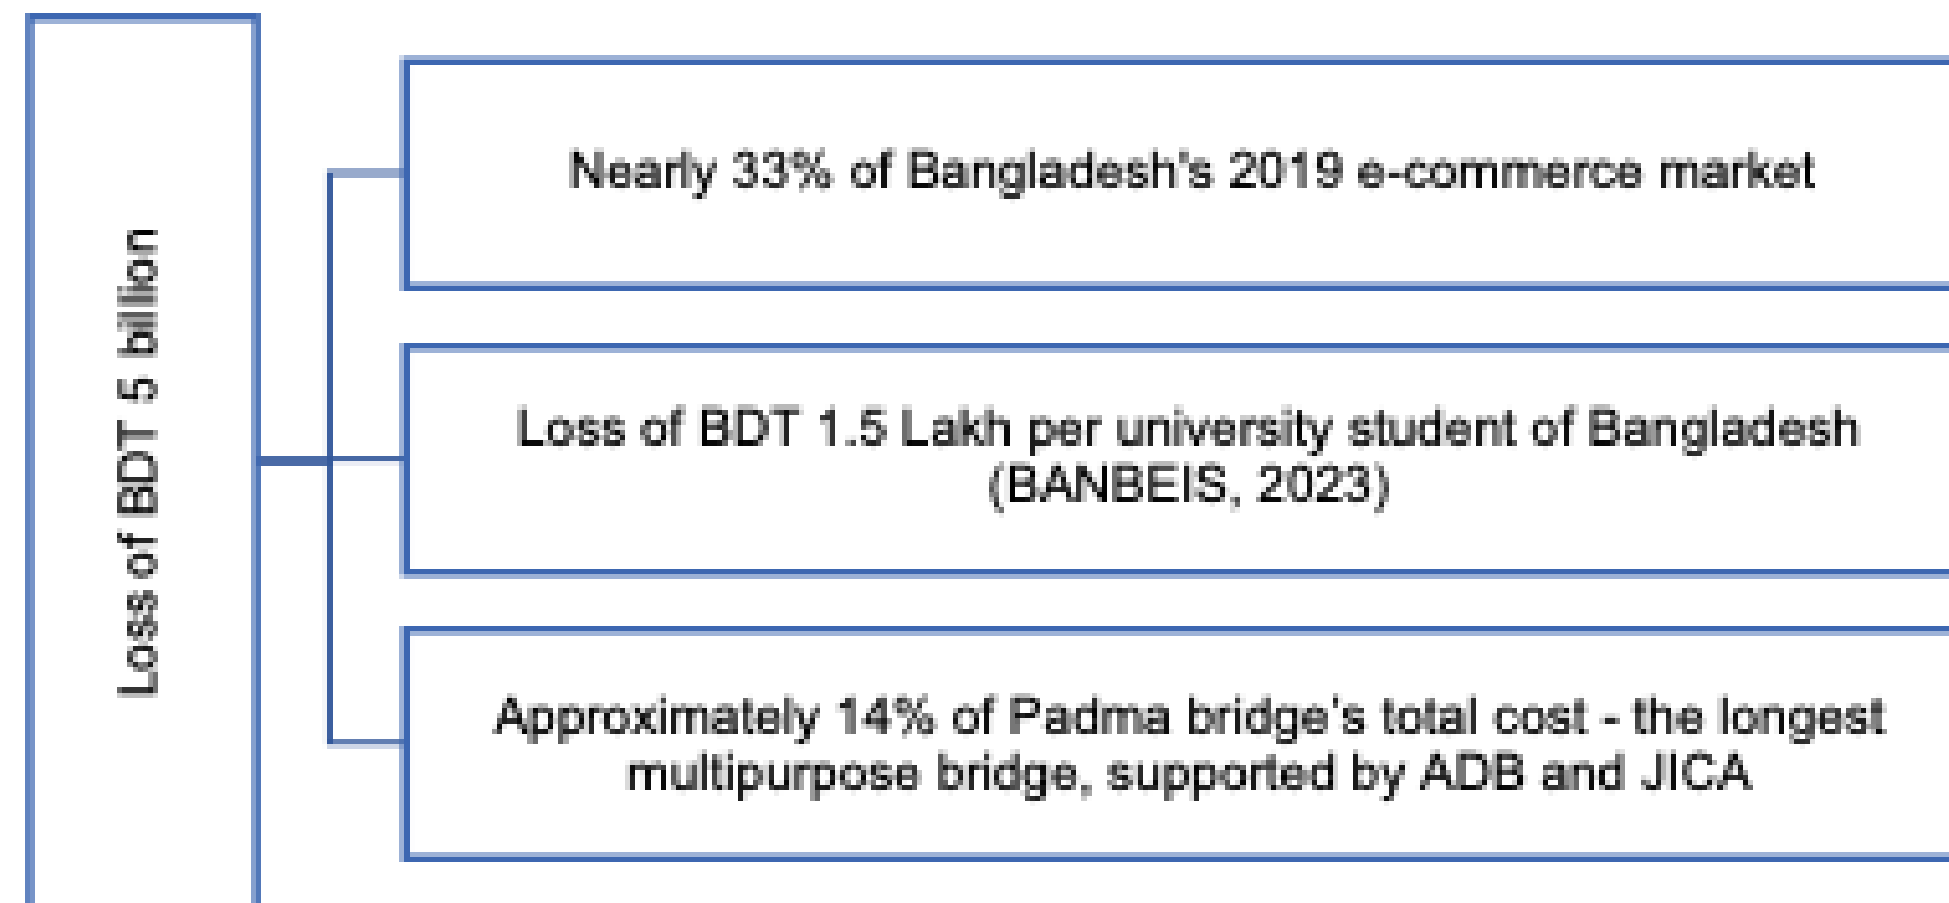 Loss of BDT 5 billion
Nearly 33% of Bangladesh's 2019 e-commerce market
Loss of BDT 1.5 Lakh per university student of Bangladesh
(BANBEIS, 2023)
Approximately 14% of Padma bridge's total cost - the longest
multipurpose bridge, supported by ADB and JICA